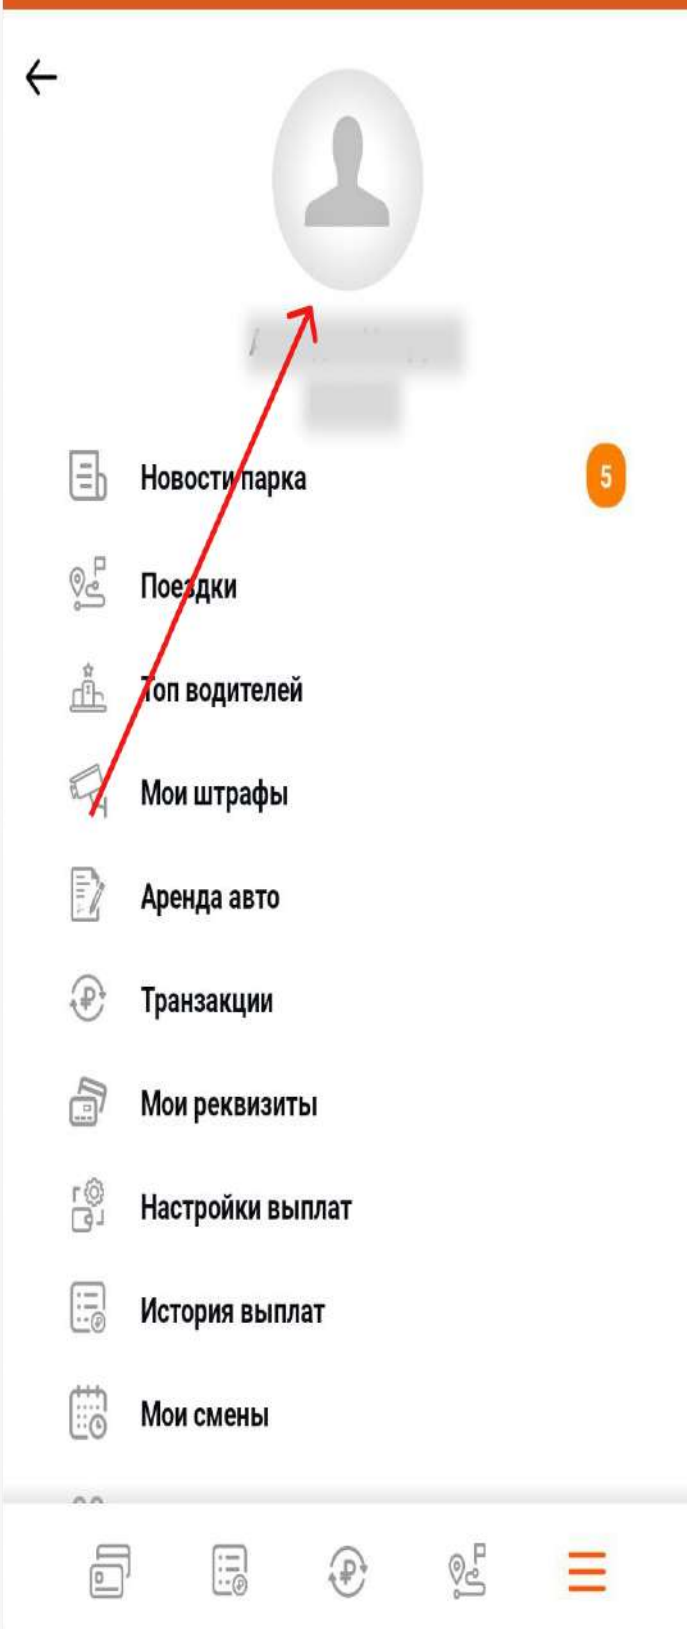 Новости парка
5
Поездки
Топ водителей
Мои штрафы
Аренда авто
Транзакции
Мои реквизиты
Настройки выплат
История выплат
Мои смены